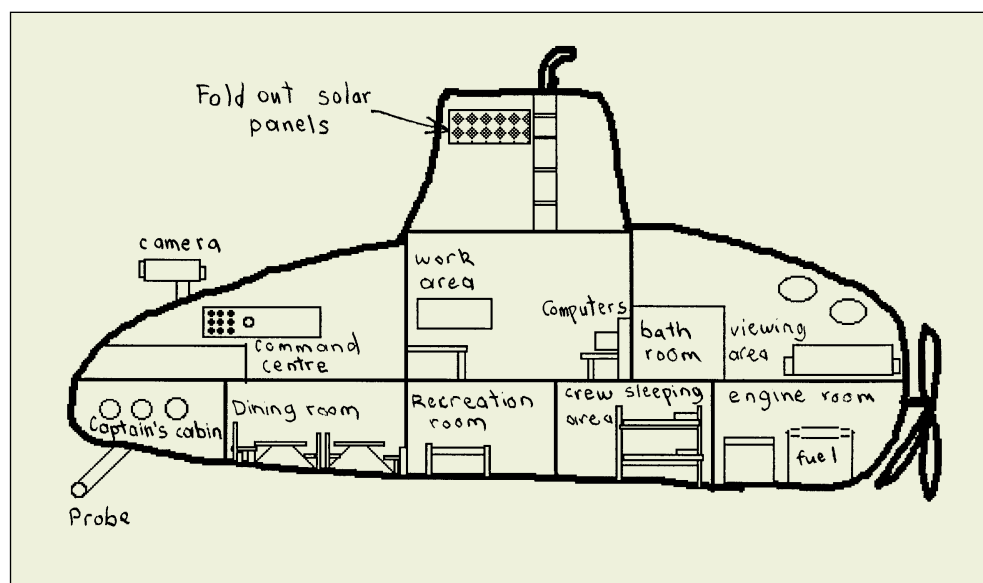 Fold out solar
panels
camera
work
area
Computers
bath
room
viewing
area
command
centre
Captain's cabin
Dining room
Recreation
room
crew sleeping
area
engine room
fuel
Probe